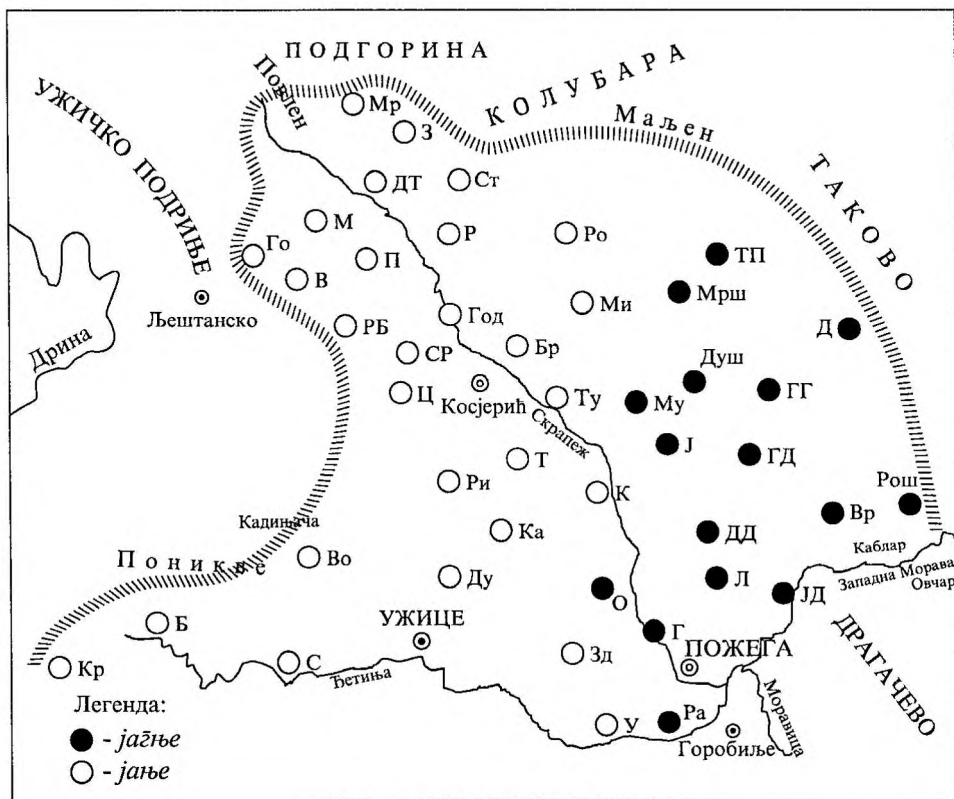 ПОДГОРИНА
КОЛУБАРА
УЖИЧКО ПОДРИЊЕ
Повлен
Мр
З
Маљен
ТАКОВО
ДТ
Ст
М
Р
Ро
Го
П
ТП
В
Мрш
Љештанско
Ми
Год
Дрина
РБ
Д
Бр
СР
Душ
Косјерић
ГГ
Ц
Ту
Му
Скрапеж
Ј
ГД
Т
Ри
К
Рош
Кадињача
Вр
Ка
ДД
Каблар
Поникве
Во
Западна Морава
Овчар
Ду
Л
ЈД
О
УЖИЦЕ
Б
Г
ДРАГАЧЕВО
Зд
ПОЖЕГА
Кр
С
Ђетиња
Моравица
Легенда:
Ра
У
- јагње
Горобиље
- јање